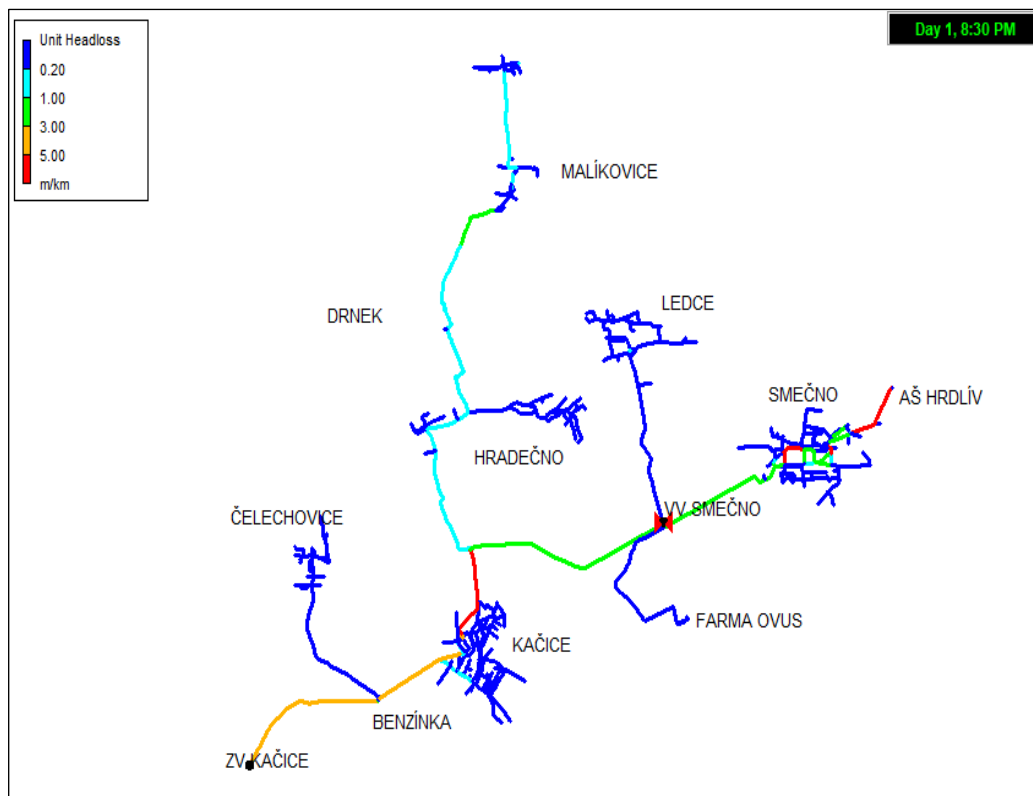 Unit Headloss
0.20
1.00
3.00
5.00
m/km
Day 1, 8:30 PM
MALÍKOVICE
DRNEK
LEDCE
SMEČNO
AŠ HRDLÍV
HRADEČNO
VV SMEČNO
ČELECHOVICE
FARMA OVUS
KAČICE
BENZÍNKA
ZV KAČICE